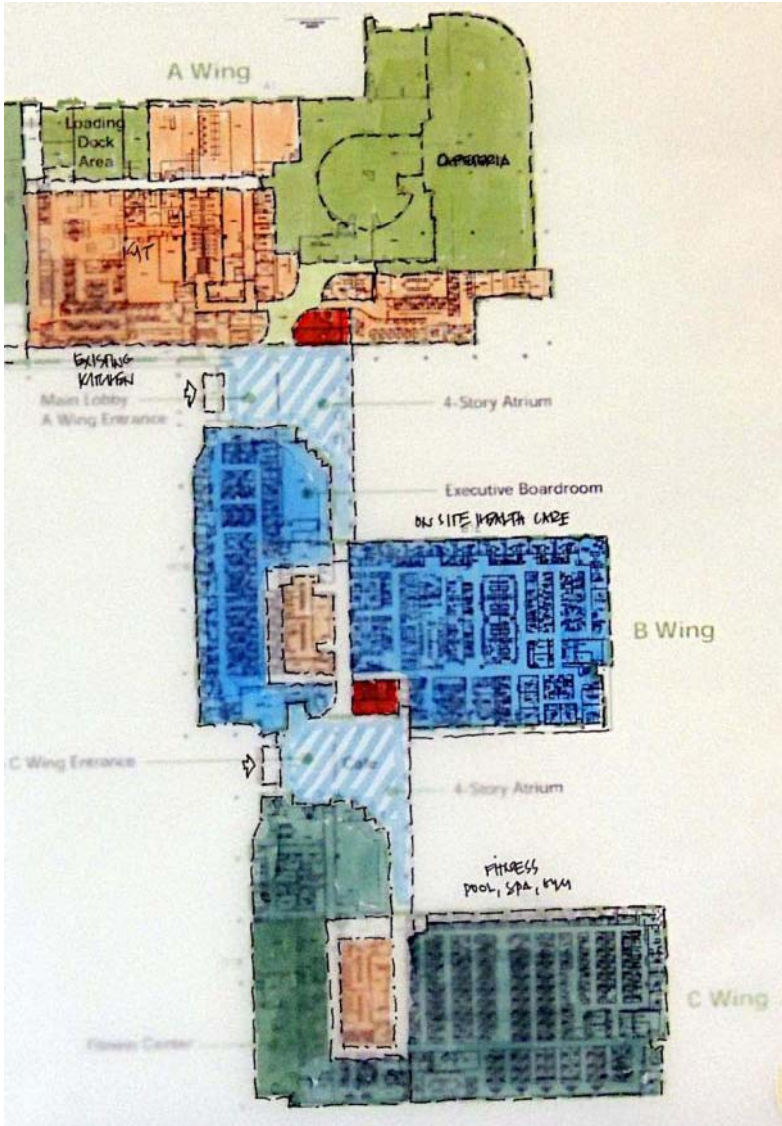 A Wing
Loading
Dock
Area
CAFETERIA
KIT
EXISTING
KITCHEN
Main Lobby
A Wing Entrance
4-Story Atrium
Executive Boardroom
ON SITE HEALTH CARE
B Wing
C Wing Entrance
Cafe
4-Story Atrium
FITNESS
POOL, SPA, GYM
C Wing
Fitness Center